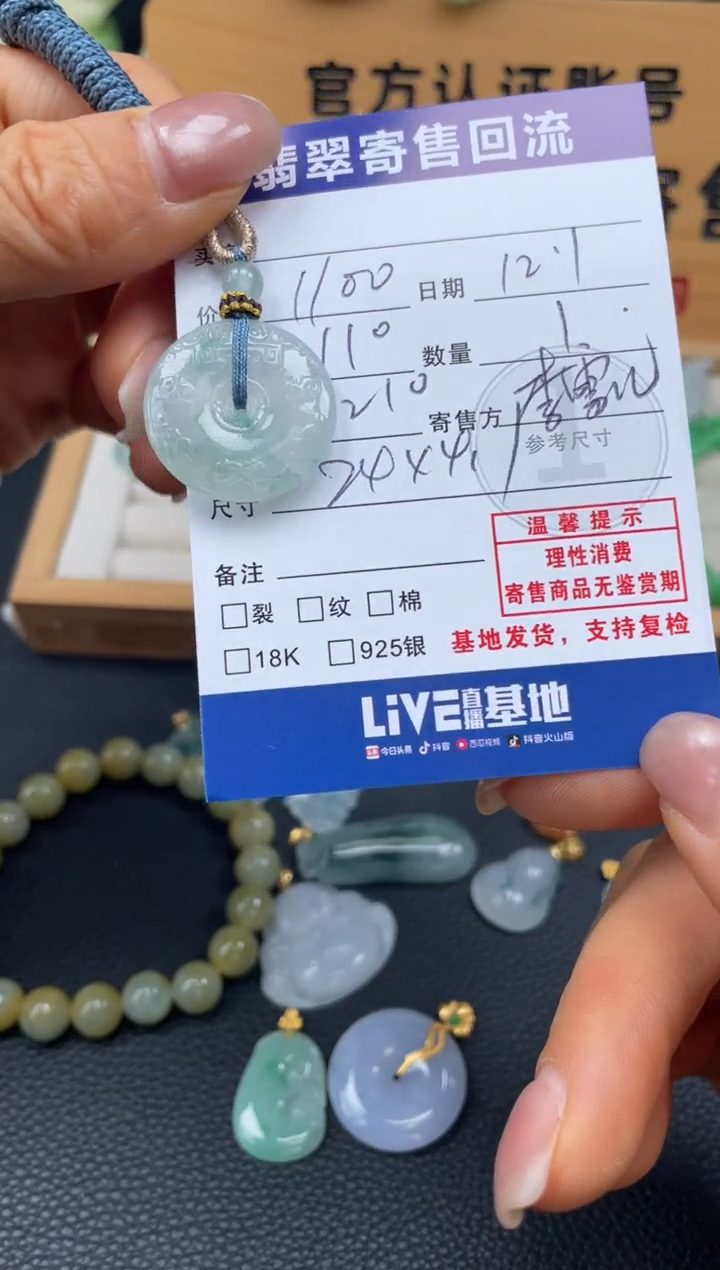 官方认证账号
翡翠寄售回流
1100 日期 12.1
110 数量 1.
210 寄售方
参考尺寸
尺寸 24×4.
温馨提示
理性消费
寄售商品无鉴赏期
备注
裂 纹 棉
18K 925银
基地发货，支持复检
LiVE直播基地
今日头条 抖音 西瓜视频 抖音火山版